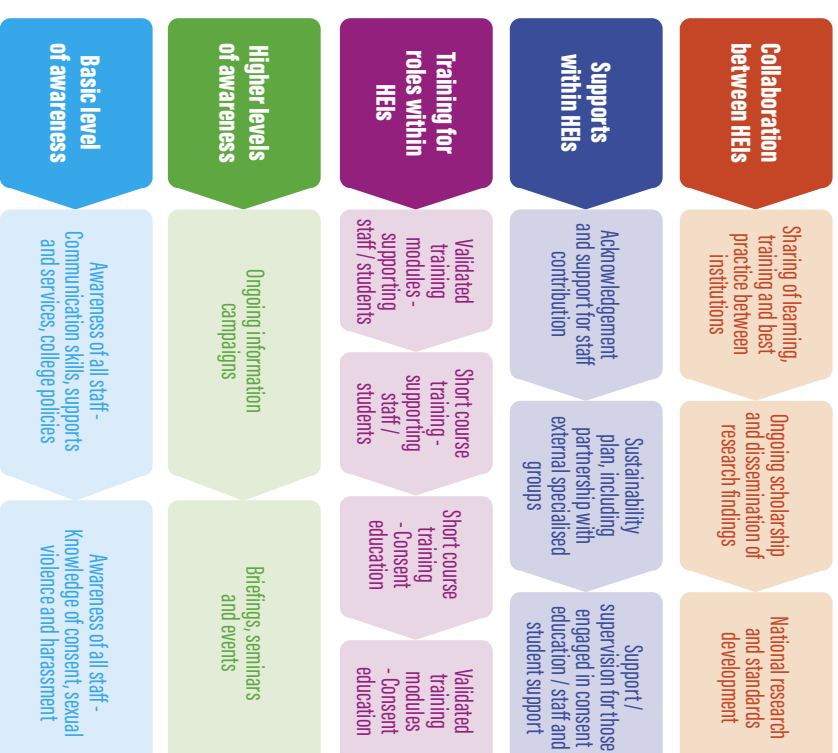 Collaboration
between HEIs
Sharing of learning,
training and best
practice between
institutions
Ongoing scholarship
and dissemination of
research findings
National research
and standards
development
Supports
within HEIs
Acknowledgement
and support for staff
contribution
Sustainability
plan, including
partnership with
external specialised
groups
Support /
supervision for those
engaged in consent
education / staff and
student support
Training for
roles within
HEIs
Validated
training
modules -
supporting
staff / students
Short course
training -
supporting
staff /
students
Short course
training
- Consent
education
Validated
training
modules
- Consent
education
Higher levels
of awareness
Ongoing information
campaigns
Briefings, seminars
and events
Basic level
of awareness
Awareness of all staff -
Communication skills, supports
and services, college policies
Awareness of all staff -
Knowledge of consent, sexual
violence and harassment